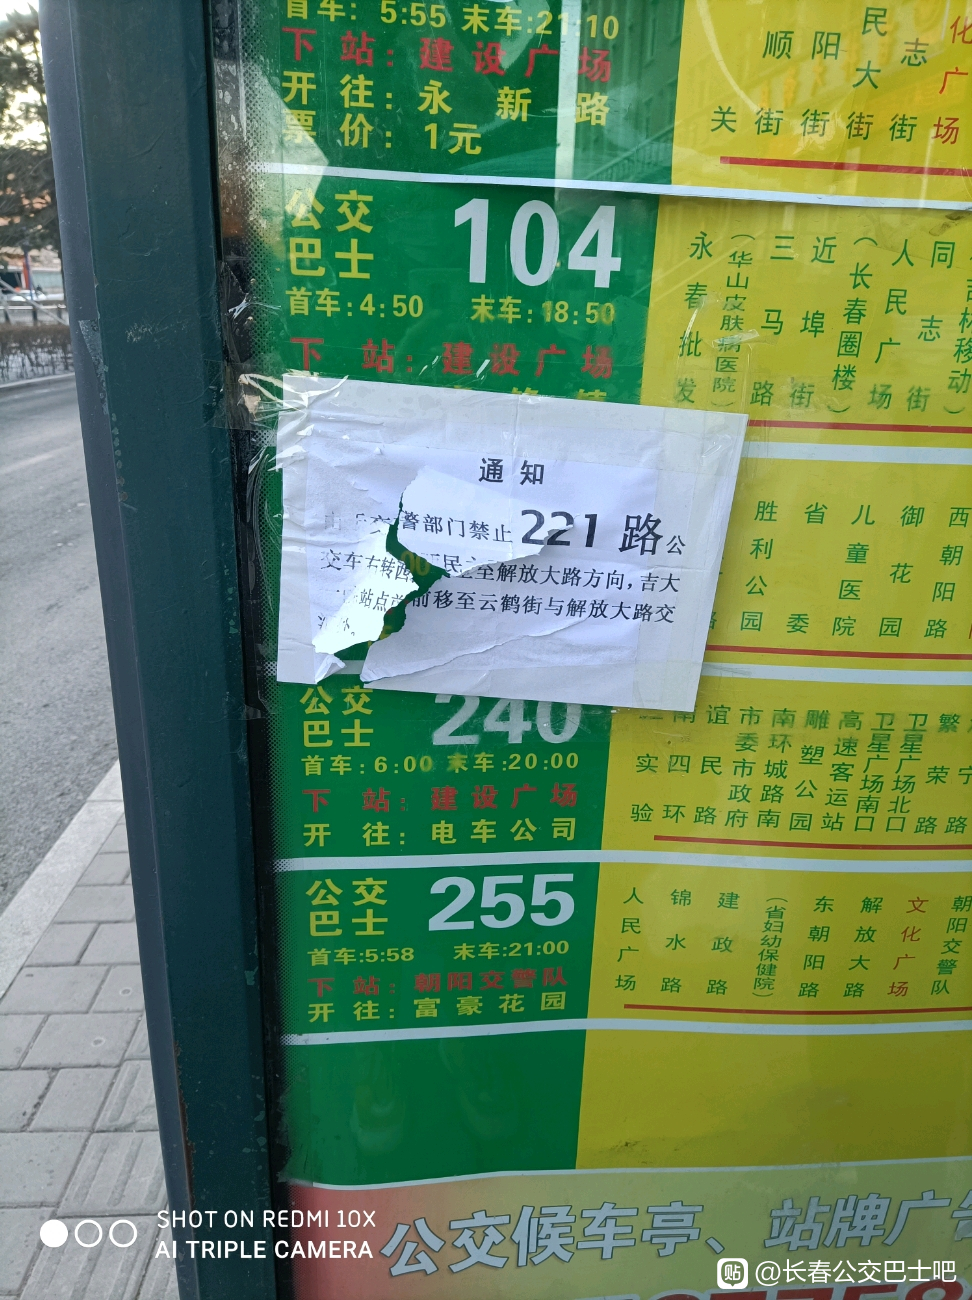 首车: 5:55 末车:21:10
下站:建设广场
开往:永新路
票价:1元
顺阳
民大街
志
化广场
关街街街街场
公交巴士 104
首车:4:50 末车:18:50
下站:建设广场
永春批发
(华山皮肤病医院)
三马路
近埠街
(长春圈楼)
人民广场
同志街
通知
警部门禁止221路公
交车右转西民至解放大路方向,吉大
站点前移至云鹤街与解放大路交
胜利公园
省委
儿童医院
御花园
西朝阳路
公交巴士 240
首车:6:00 末车:20:00
下站:建设广场
开往:电车公司
实验
四环路
谊民路
市委市政府
南环城路南
雕塑公园
高速客运站
卫星广场南口
卫星广场北口
繁荣路
公交巴士 255
首车:5:58 末车:21:00
下站:朝阳交警队
开往:富豪花园
人民广场
锦水路
建政路
(省妇幼保健院)
东朝阳路
解放大路
文化广场
朝阳交警队
公交候车亭、站牌广告
SHOT ON REDMI 10X
AI TRIPLE CAMERA
贴 @长春公交巴士吧